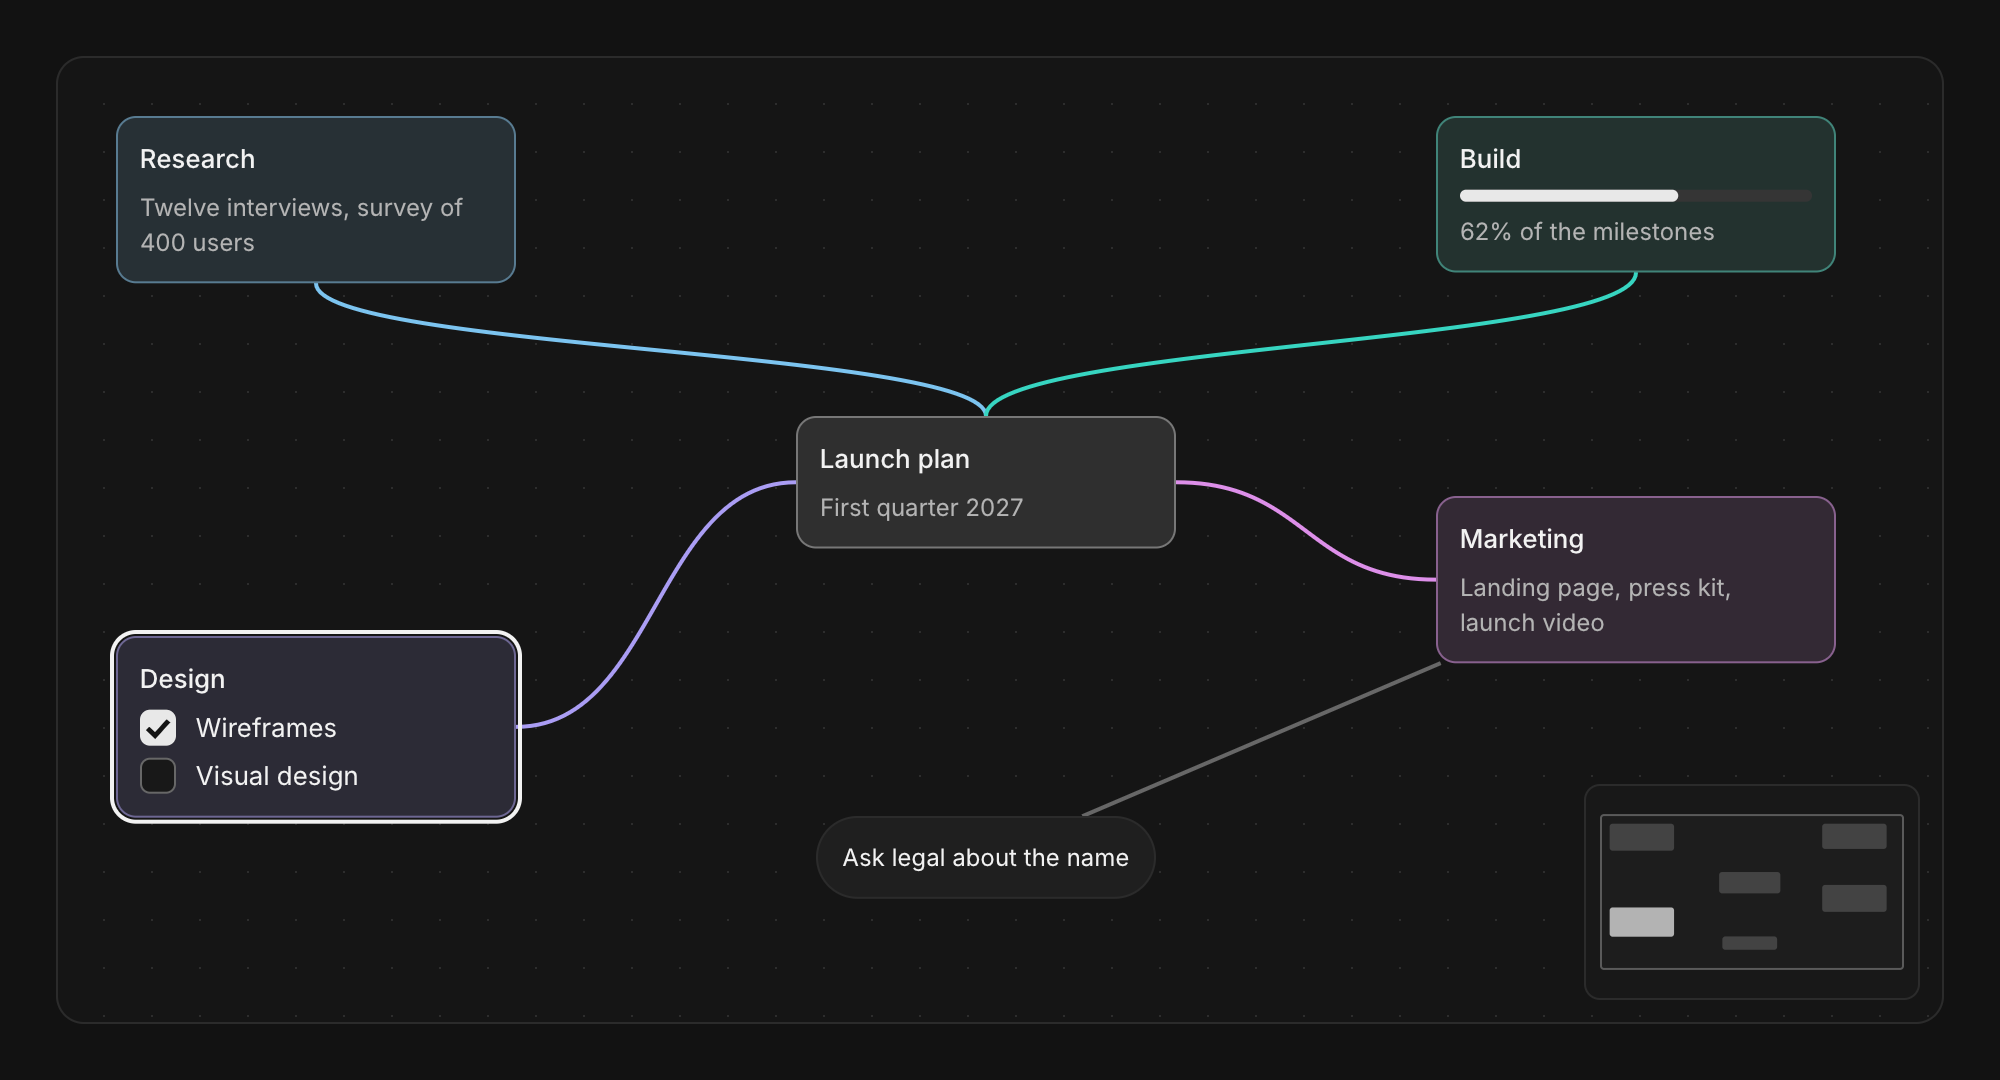 Research
Twelve interviews, survey of
400 users
Build
62% of the milestones
Launch plan
First quarter 2027
Marketing
Landing page, press kit,
launch video
Design
Wireframes
Visual design
Ask legal about the name